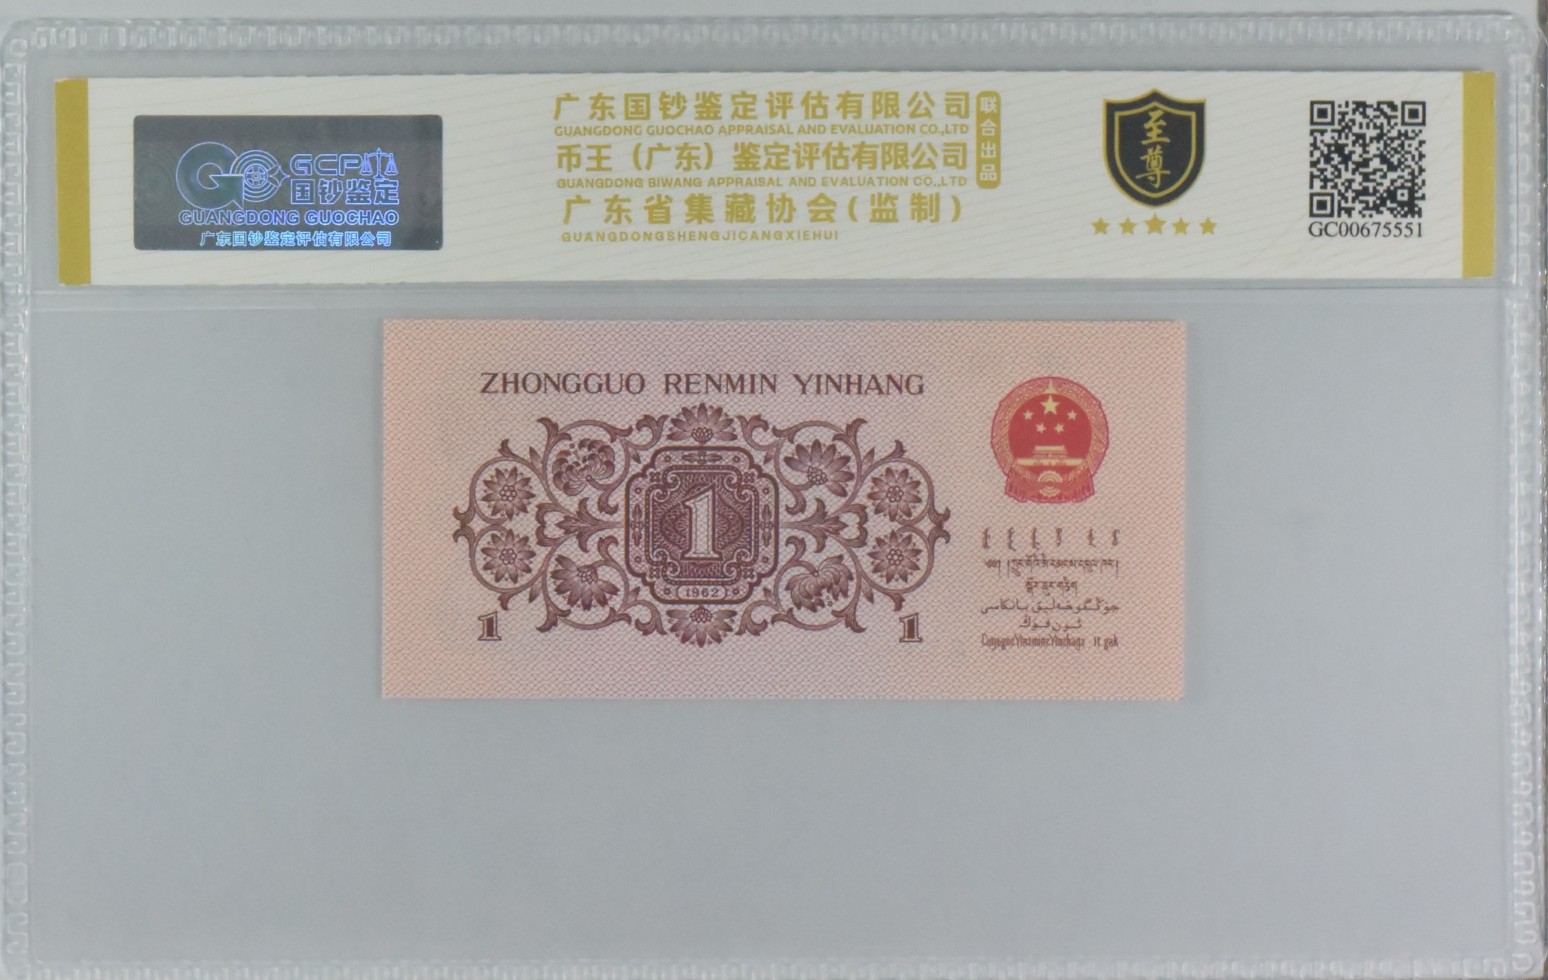 GC GCP
国钞鉴定
GUANGDONG GUOCHAO
广东国钞鉴定评估有限公司
广东国钞鉴定评估有限公司
GUANGDONG GUOCHAO APPRAISAL AND EVALUATION CO.,LTD
币王（广东）鉴定评估有限公司
GUANGDONG BIWANG APPRAISAL AND EVALUATION CO.,LTD
广东省集藏协会(监制)
GUANGDONGSHENGJICANGXIEHUI
联合出品
至尊
GC00675551
ZHONGGUO RENMIN YINHANG
1
(1962)
1
1